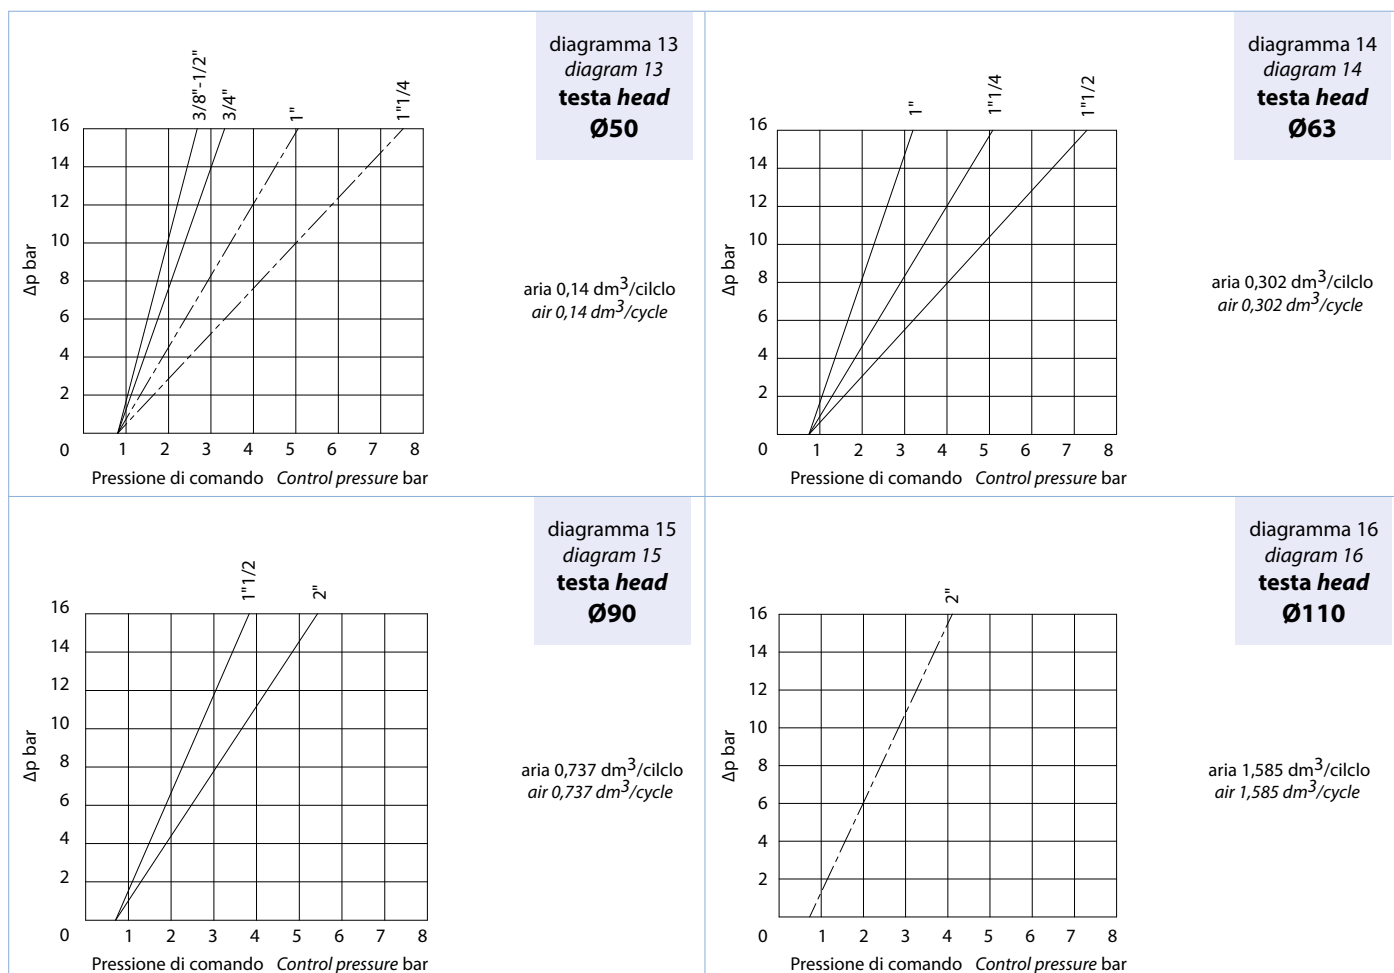 3/8"-1/2"
3/4"
1"
1"1/4
16
14
12
10
8
6
4
2
0
Δp bar
1 2 3 4 5 6 7 8
Pressione di comando Control pressure bar
diagramma 13
diagram 13
testa head
Ø50
aria 0,14 dm³/cilclo
air 0,14 dm³/cycle
1"
1"1/4
1"1/2
16
14
12
10
8
6
4
2
0
Δp bar
1 2 3 4 5 6 7 8
Pressione di comando Control pressure bar
diagramma 14
diagram 14
testa head
Ø63
aria 0,302 dm³/cilclo
air 0,302 dm³/cycle
1"1/2
2"
16
14
12
10
8
6
4
2
0
Δp bar
1 2 3 4 5 6 7 8
Pressione di comando Control pressure bar
diagramma 15
diagram 15
testa head
Ø90
aria 0,737 dm³/cilclo
air 0,737 dm³/cycle
2"
16
14
12
10
8
6
4
2
0
Δp bar
1 2 3 4 5 6 7 8
Pressione di comando Control pressure bar
diagramma 16
diagram 16
testa head
Ø110
aria 1,585 dm³/cilclo
air 1,585 dm³/cycle